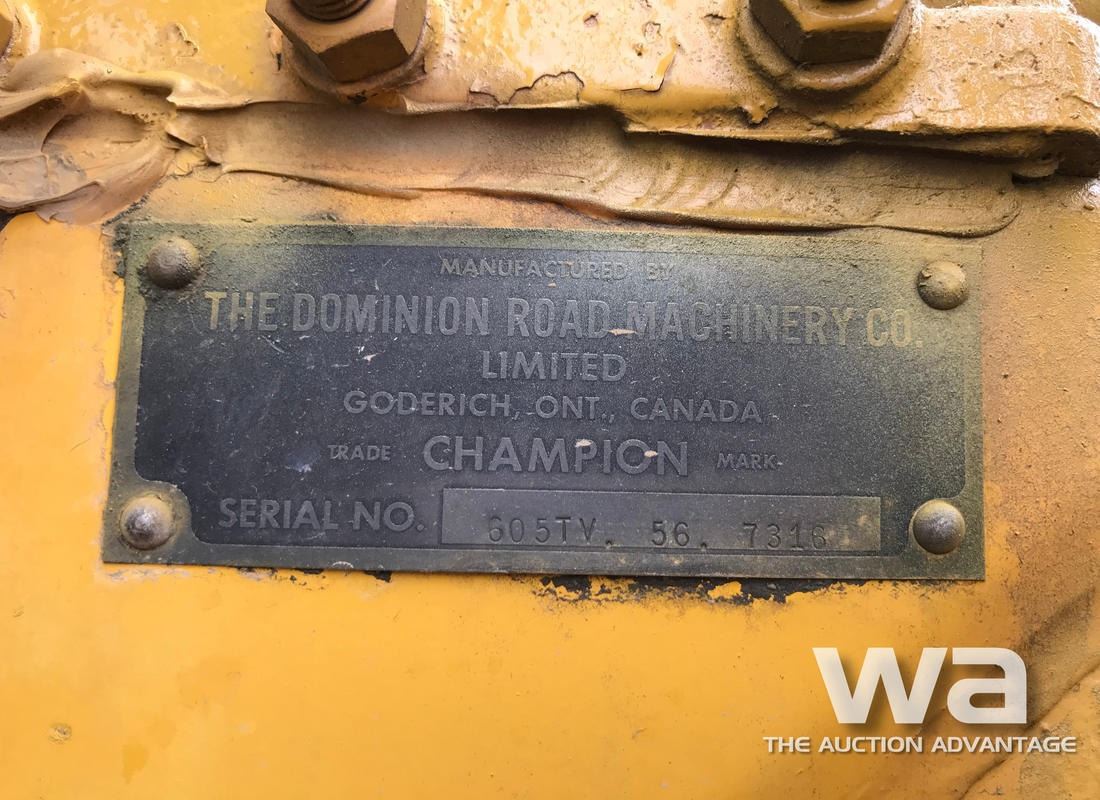 MANUFACTURED BY
THE DOMINION ROAD MACHINERY CO.
LIMITED
GODERICH, ONT., CANADA
TRADE CHAMPION MARK
SERIAL NO. 605TV. 56. 7316
wa
THE AUCTION ADVANTAGE